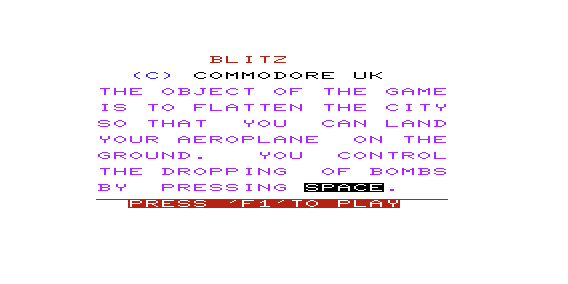 BLITZ
(C) COMMODORE UK
THE OBJECT OF THE GAME
IS TO FLATTEN THE CITY
SO THAT YOU CAN LAND
YOUR AEROPLANE ON THE
GROUND. YOU CONTROL
THE DROPPING OF BOMBS
BY PRESSING SPACE.
PRESS 'F1'TO PLAY